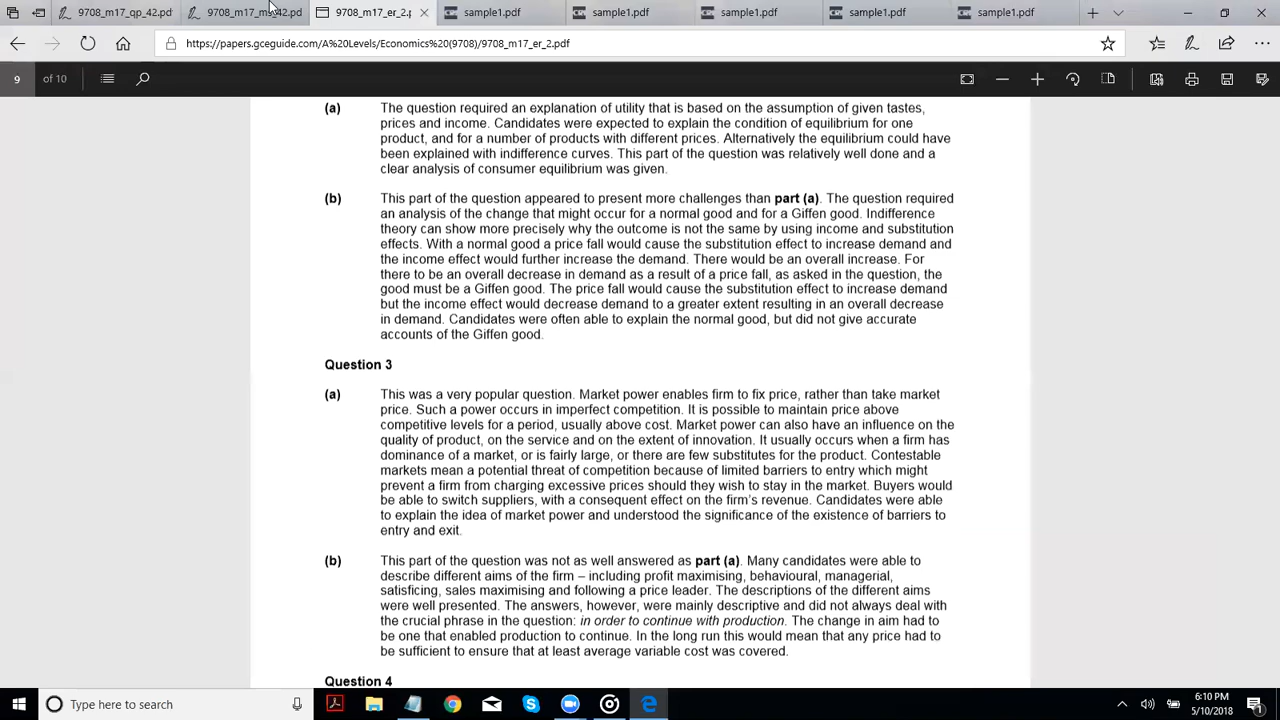 9708_m17_qp_42.pd
9708_m17_ms_42.pd
9708_m17_er_2.p
sample1.pdf
sample1.pdf
sample1.pdf
sample1.pdf
https://papers.gceguide.com/A%20Levels/Economics%20(9708)/9708_m17_er_2.pdf
9 of 10
(a) The question required an explanation of utility that is based on the assumption of given tastes,
prices and income. Candidates were expected to explain the condition of equilibrium for one
product, and for a number of products with different prices. Alternatively the equilibrium could have
been explained with indifference curves. This part of the question was relatively well done and a
clear analysis of consumer equilibrium was given.
(b) This part of the question appeared to present more challenges than part (a). The question required
an analysis of the change that might occur for a normal good and for a Giffen good. Indifference
theory can show more precisely why the outcome is not the same by using income and substitution
effects. With a normal good a price fall would cause the substitution effect to increase demand and
the income effect would further increase the demand. There would be an overall increase. For
there to be an overall decrease in demand as a result of a price fall, as asked in the question, the
good must be a Giffen good. The price fall would cause the substitution effect to increase demand
but the income effect would decrease demand to a greater extent resulting in an overall decrease
in demand. Candidates were often able to explain the normal good, but did not give accurate
accounts of the Giffen good.
Question 3
(a) This was a very popular question. Market power enables firm to fix price, rather than take market
price. Such a power occurs in imperfect competition. It is possible to maintain price above
competitive levels for a period, usually above cost. Market power can also have an influence on the
quality of product, on the service and on the extent of innovation. It usually occurs when a firm has
dominance of a market, or is fairly large, or there are few substitutes for the product. Contestable
markets mean a potential threat of competition because of limited barriers to entry which might
prevent a firm from charging excessive prices should they wish to stay in the market. Buyers would
be able to switch suppliers, with a consequent effect on the firm's revenue. Candidates were able
to explain the idea of market power and understood the significance of the existence of barriers to
entry and exit.
(b) This part of the question was not as well answered as part (a). Many candidates were able to
describe different aims of the firm – including profit maximising, behavioural, managerial,
satisficing, sales maximising and following a price leader. The descriptions of the different aims
were well presented. The answers, however, were mainly descriptive and did not always deal with
the crucial phrase in the question: in order to continue with production. The change in aim had to
be one that enabled production to continue. In the long run this would mean that any price had to
be sufficient to ensure that at least average variable cost was covered.
Question 4
Type here to search
6:10 PM
5/10/2018